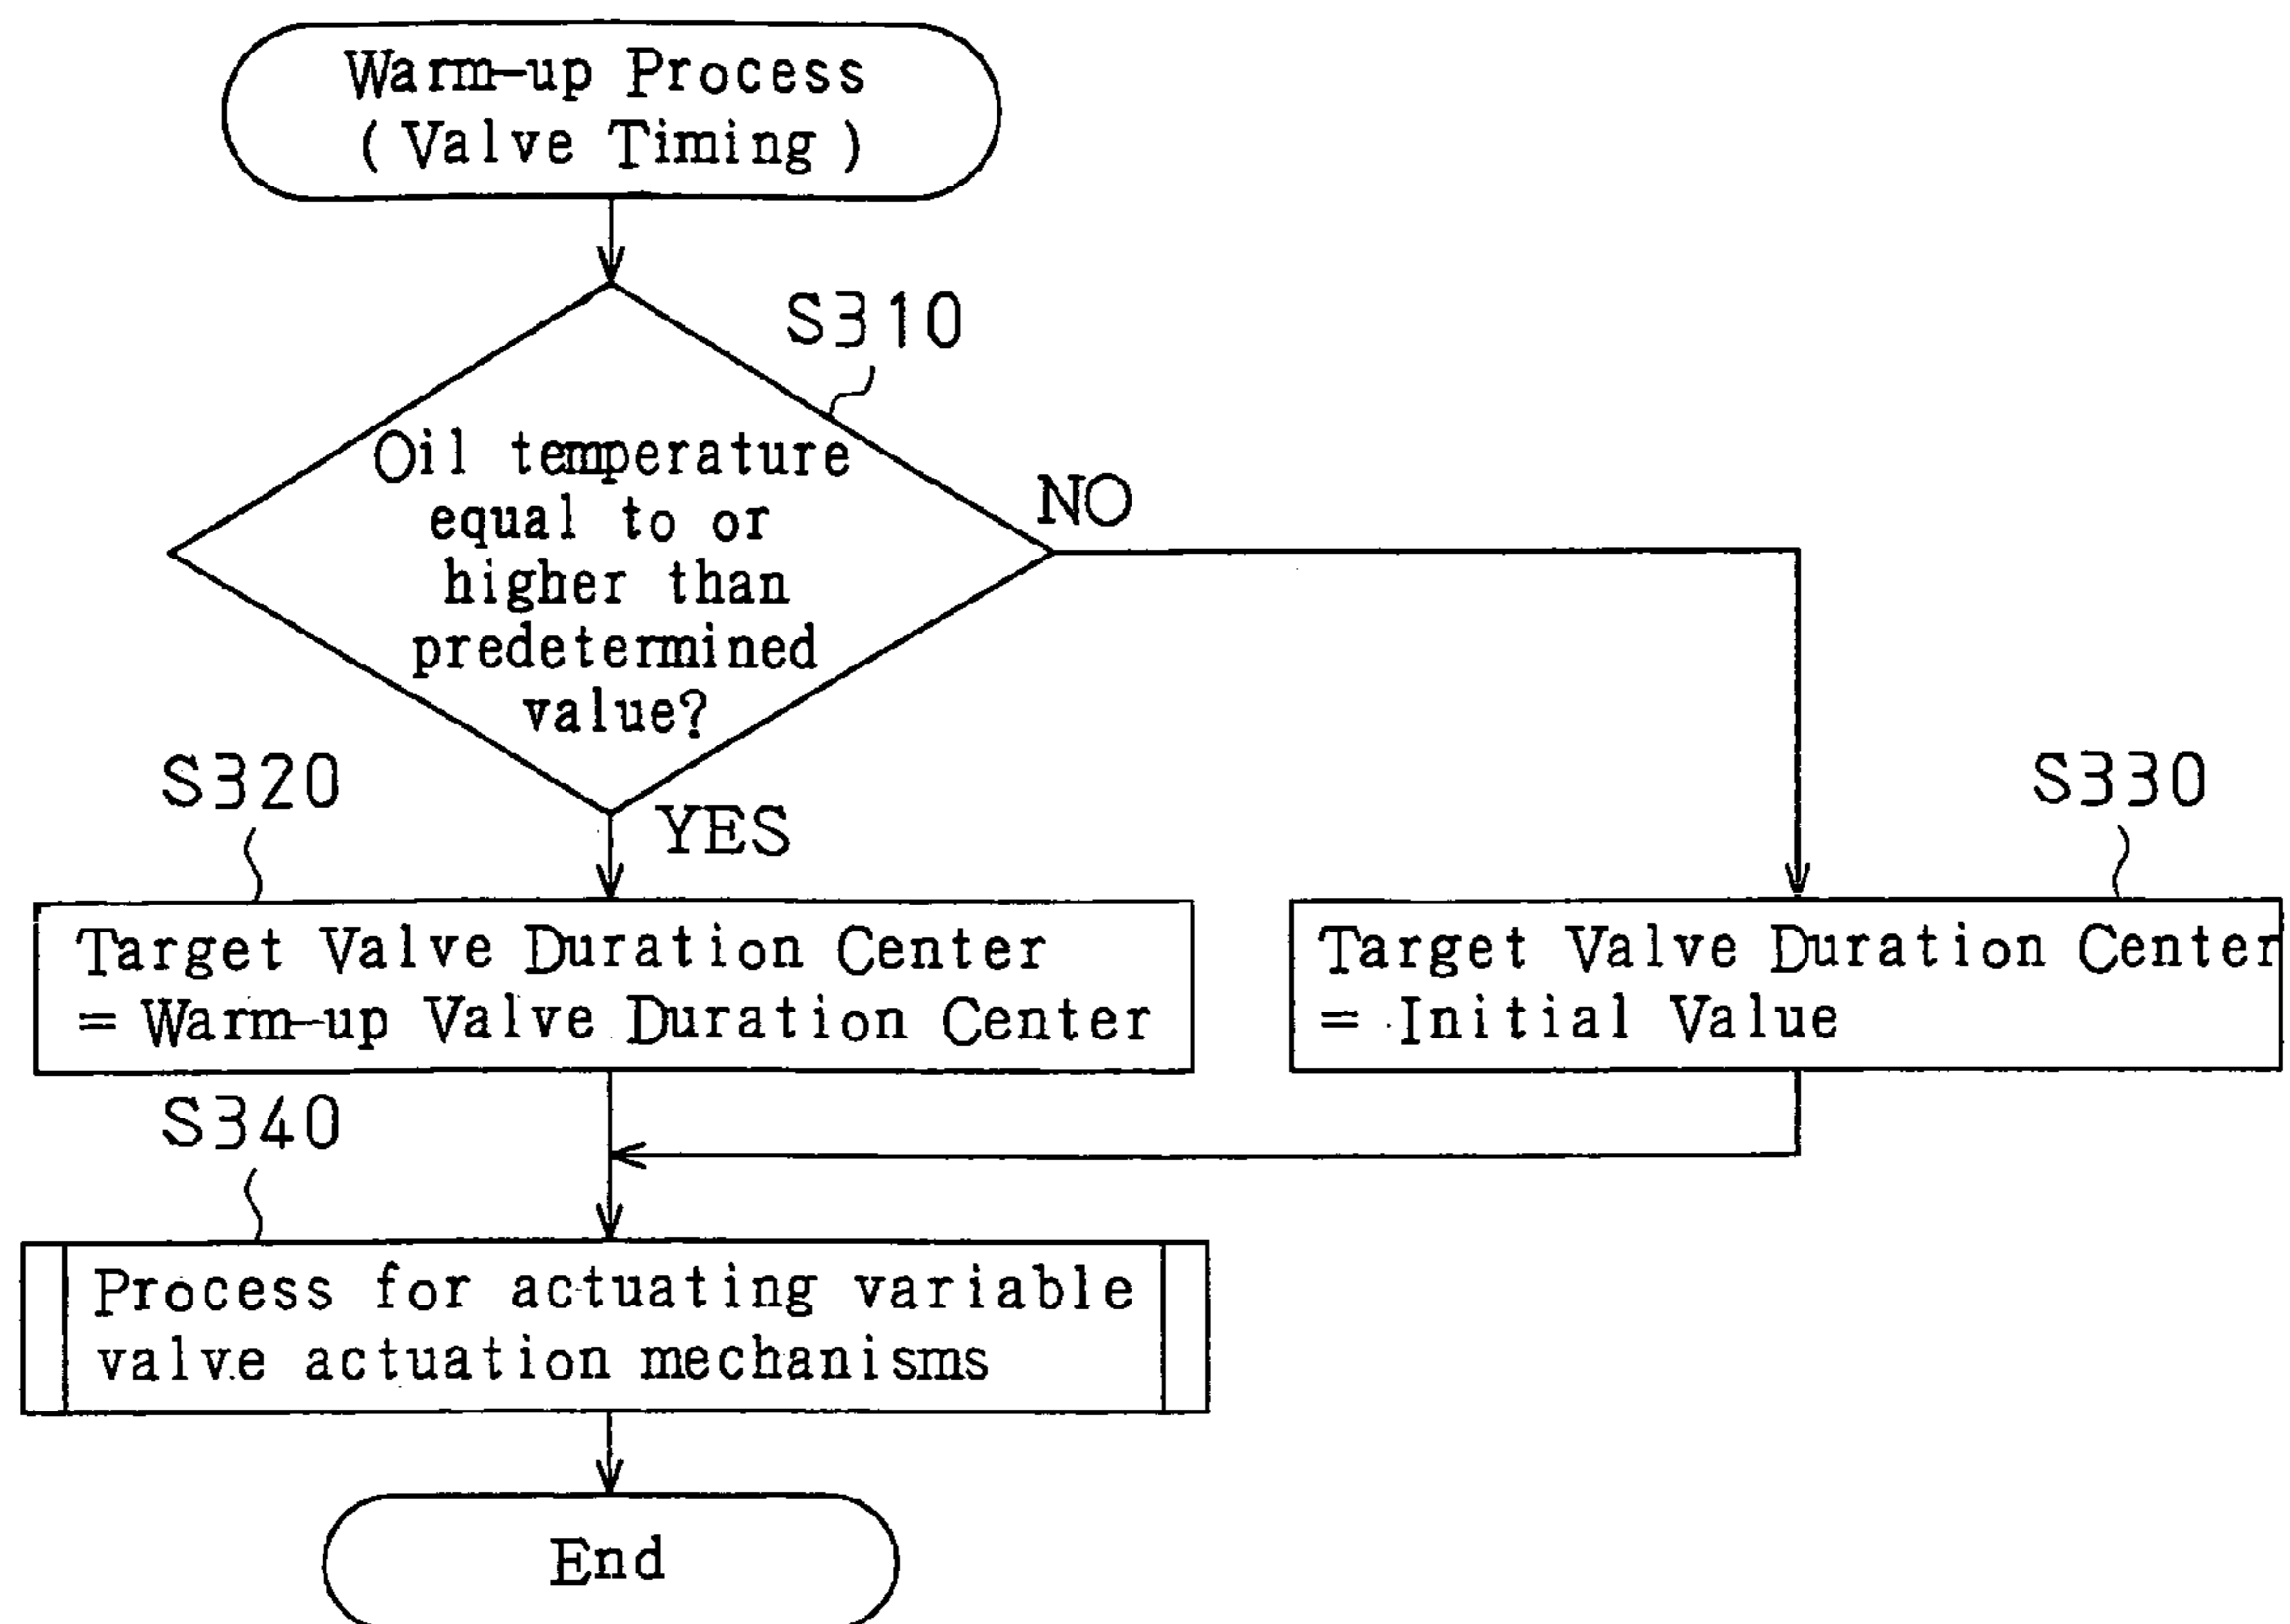 Warm-up Process
( Valve Timing )
S310
Oil temperature
equal to or
higher than
predetermined
value?
NO
YES
S320
Target Valve Duration Center
= Warm-up Valve Duration Center
S330
Target Valve Duration Center
= Initial Value
S340
Process for actuating variable
valve actuation mechanisms
End